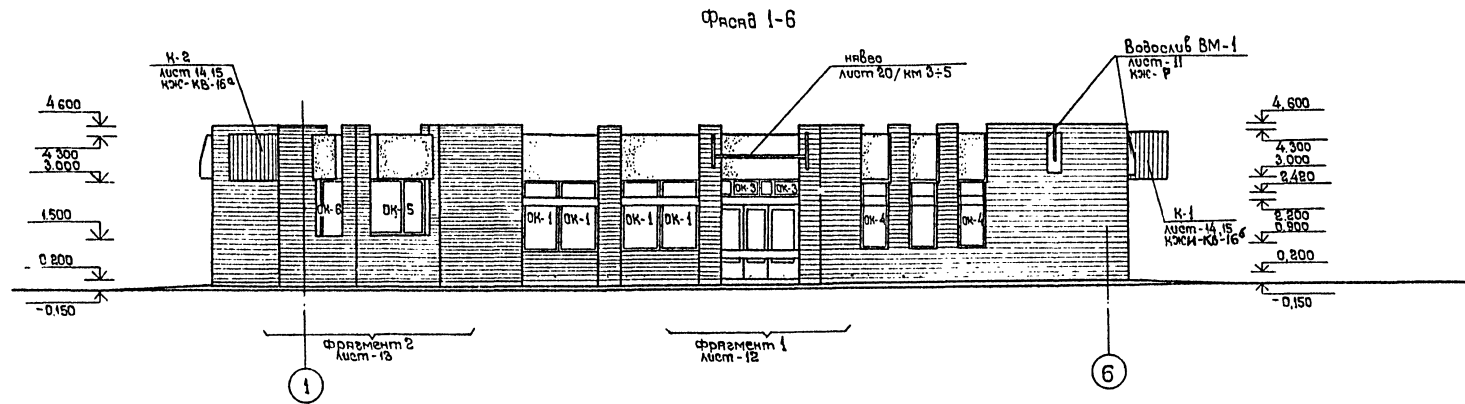 Фасад 1-6
К-2
лист 14,15
КЖ-КВ-16а
навес
лист 20/ КМ 3÷5
Водослив ВМ-1
лист-11
КЖ-Р
4.600
4.300
3.000
1.500
0.200
-0.150
4,600
4.300
3.000
2,420
2.200
0.900
0,200
-0,150
К-1
лист-14,15
КЖИ-КВ-16б
ОК-6
ОК-5
ОК-1
ОК-1
ОК-1
ОК-1
ОК-3
ОК-3
ОК-4
ОК-4
фрагмент 2
лист-13
фрагмент 1
лист-12
1
6